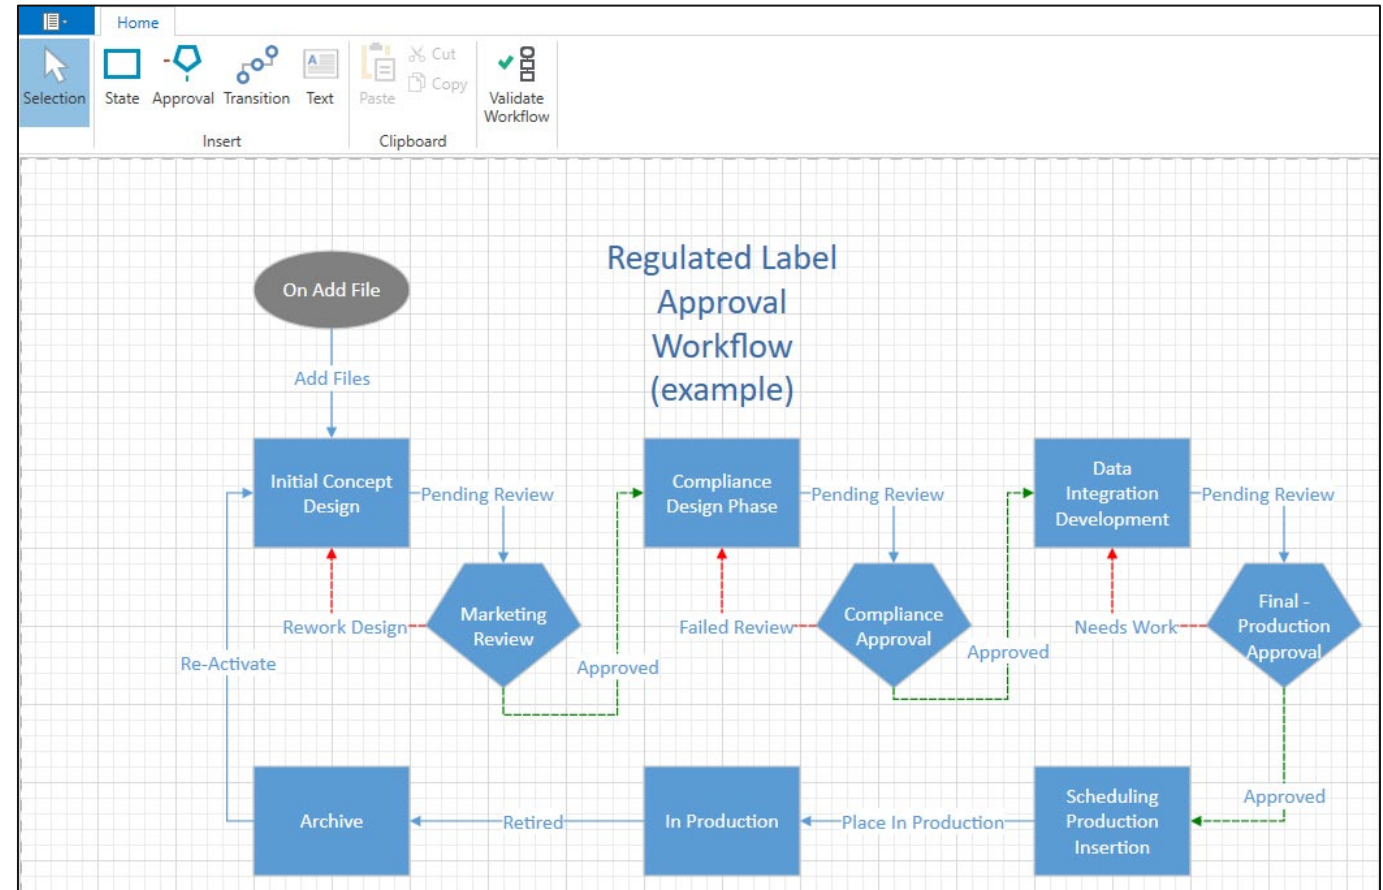 Home
Selection
State
Approval
Transition
Text
Paste
Cut
Copy
Validate
Workflow
Insert
Clipboard
Regulated Label
Approval
Workflow
(example)
On Add File
Add Files
Initial Concept
Design
Pending Review
Compliance
Design Phase
Pending Review
Data
Integration
Development
Pending Review
Rework Design
Marketing
Review
Failed Review
Compliance
Approval
Needs Work
Final -
Production
Approval
Re-Activate
Approved
Approved
Archive
Retired
In Production
Place In Production
Scheduling
Production
Insertion
Approved